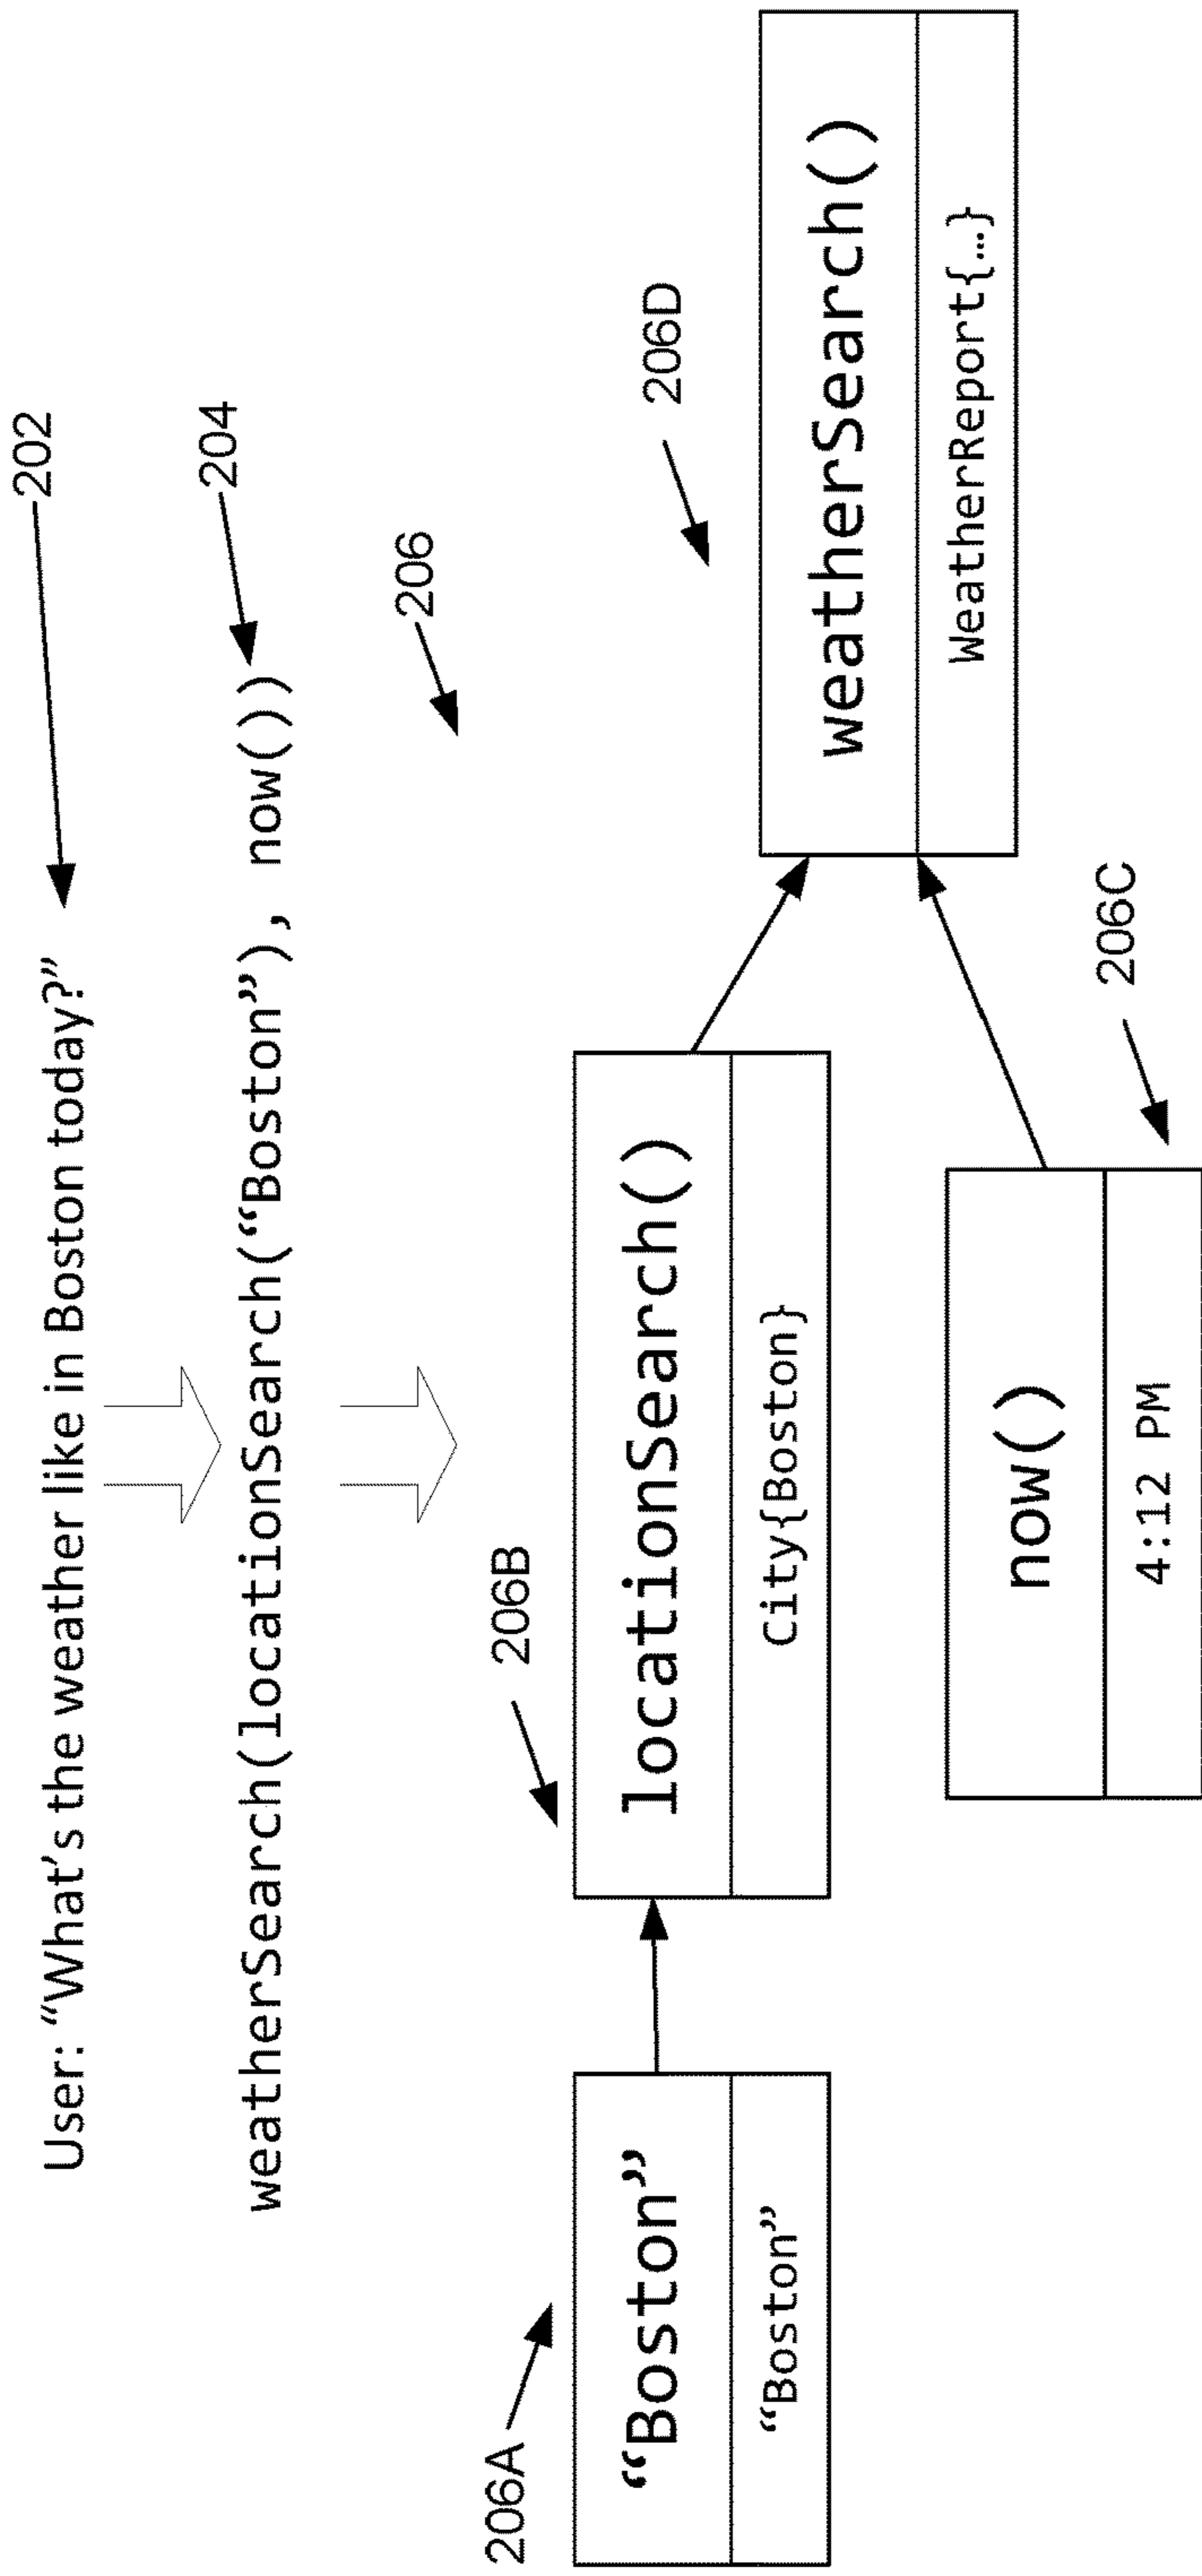 202
User: “What’s the weather like in Boston today?”
204
weatherSearch(locationSearch(“Boston”), now())
206
206A
206B
206D
“Boston”
“Boston”
locationSearch()
City{Boston}
weatherSearch()
WeatherReport{…}
206C
now()
4:12 PM